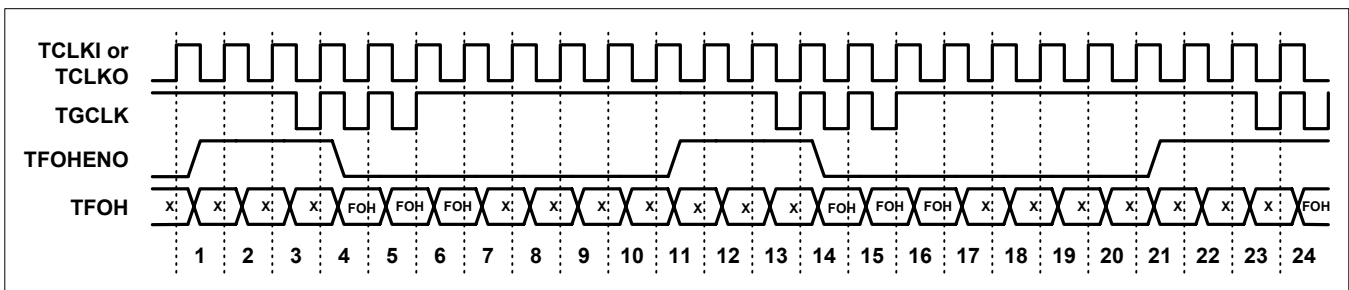 TCLKI or
TCLKO
TGCLK
TFOHENO
TFOH X X X X FOH FOH FOH X X X X X X X FOH FOH FOH X X X X X X X FOH
1 2 3 4 5 6 7 8 9 10 11 12 13 14 15 16 17 18 19 20 21 22 23 24